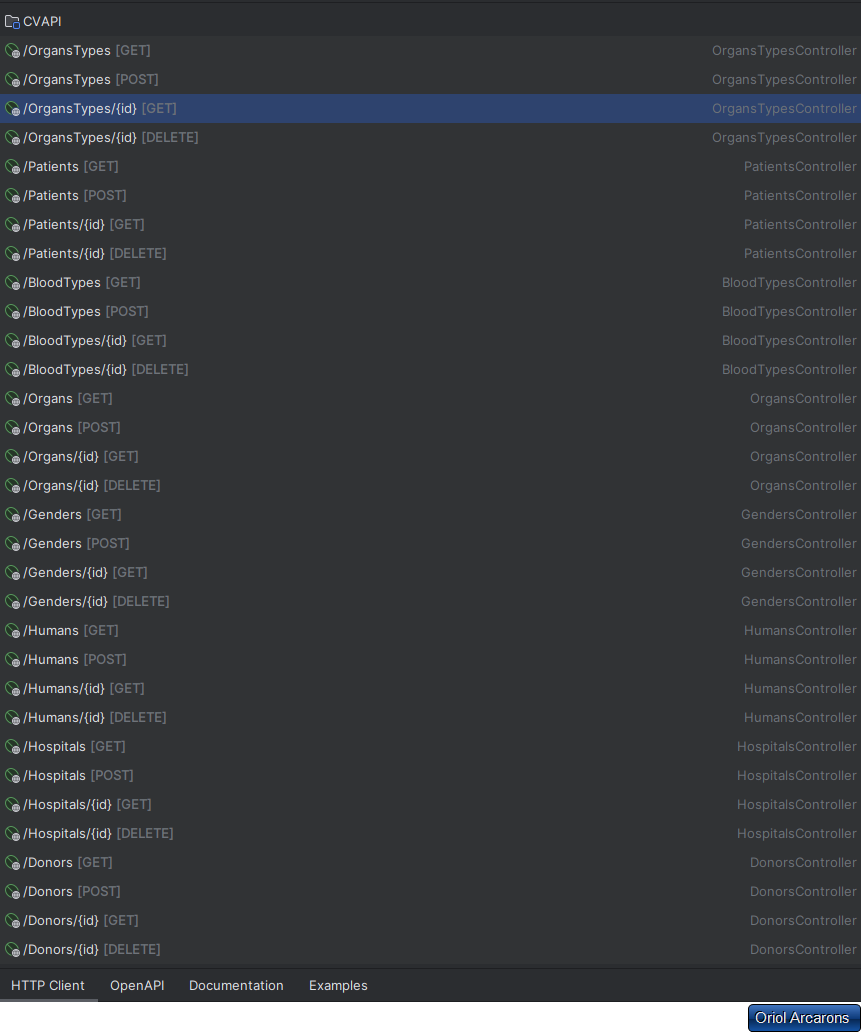 CVAPI
/OrgansTypes [GET] OrgansTypesController
/OrgansTypes [POST] OrgansTypesController
/OrgansTypes/{id} [GET] OrgansTypesController
/OrgansTypes/{id} [DELETE] OrgansTypesController
/Patients [GET] PatientsController
/Patients [POST] PatientsController
/Patients/{id} [GET] PatientsController
/Patients/{id} [DELETE] PatientsController
/BloodTypes [GET] BloodTypesController
/BloodTypes [POST] BloodTypesController
/BloodTypes/{id} [GET] BloodTypesController
/BloodTypes/{id} [DELETE] BloodTypesController
/Organs [GET] OrgansController
/Organs [POST] OrgansController
/Organs/{id} [GET] OrgansController
/Organs/{id} [DELETE] OrgansController
/Genders [GET] GendersController
/Genders [POST] GendersController
/Genders/{id} [GET] GendersController
/Genders/{id} [DELETE] GendersController
/Humans [GET] HumansController
/Humans [POST] HumansController
/Humans/{id} [GET] HumansController
/Humans/{id} [DELETE] HumansController
/Hospitals [GET] HospitalsController
/Hospitals [POST] HospitalsController
/Hospitals/{id} [GET] HospitalsController
/Hospitals/{id} [DELETE] HospitalsController
/Donors [GET] DonorsController
/Donors [POST] DonorsController
/Donors/{id} [GET] DonorsController
/Donors/{id} [DELETE] DonorsController
HTTP Client OpenAPI Documentation Examples
Oriol Arcarons